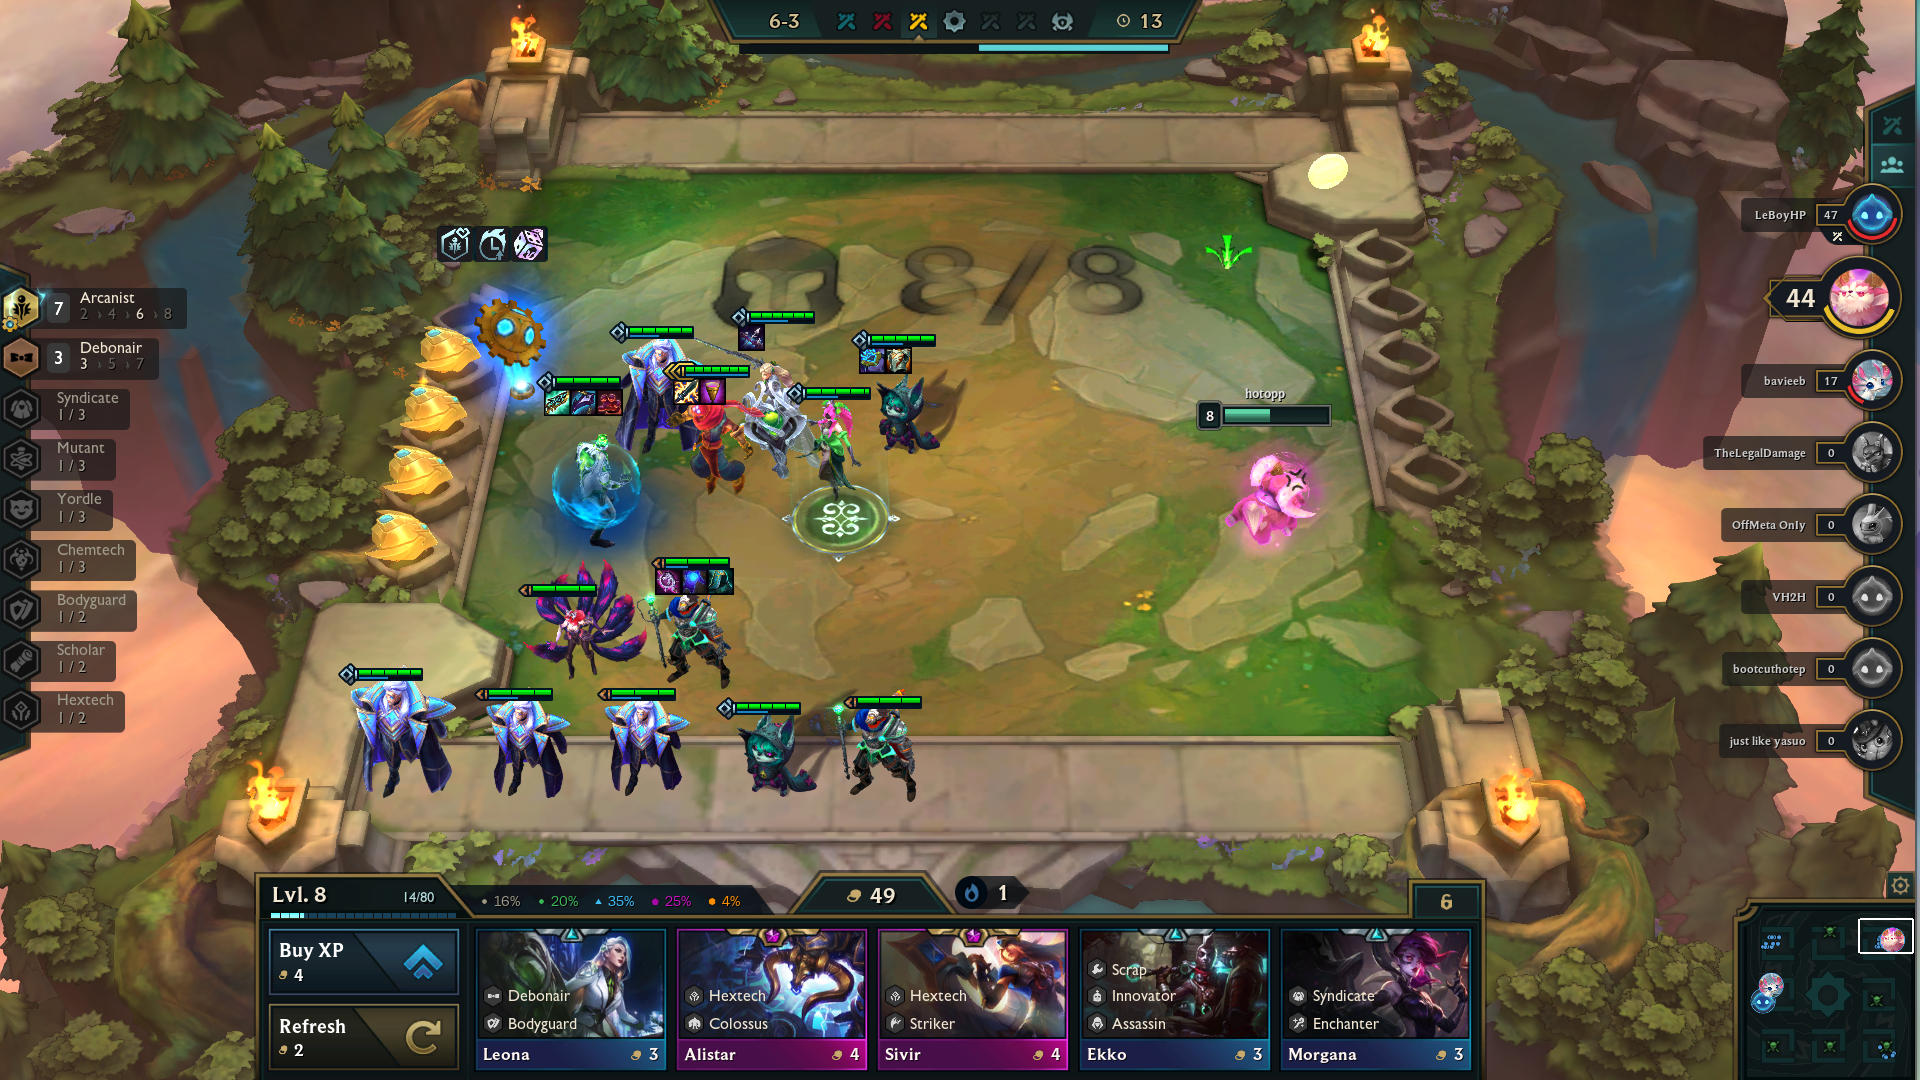 6-3
13
8/8
7
Arcanist
2 › 4 › 6 › 8
3
Debonair
3 › 5 › 7
Syndicate
1 / 3
Mutant
1 / 3
Yordle
1 / 3
Chemtech
1 / 3
Bodyguard
1 / 2
Scholar
1 / 2
Hextech
1 / 2
hotopp
8
LeBoyHP
47
44
bavieeb
17
TheLegalDamage
0
OffMeta Only
0
VH2H
0
bootcuthotep
0
just like yasuo
0
Lvl. 8
14/80
16%
20%
35%
25%
4%
49
1
6
Buy XP
4
Refresh
2
Debonair
Bodyguard
Leona
3
Hextech
Colossus
Alistar
4
Hextech
Striker
Sivir
4
Scrap
Innovator
Assassin
Ekko
3
Syndicate
Enchanter
Morgana
3